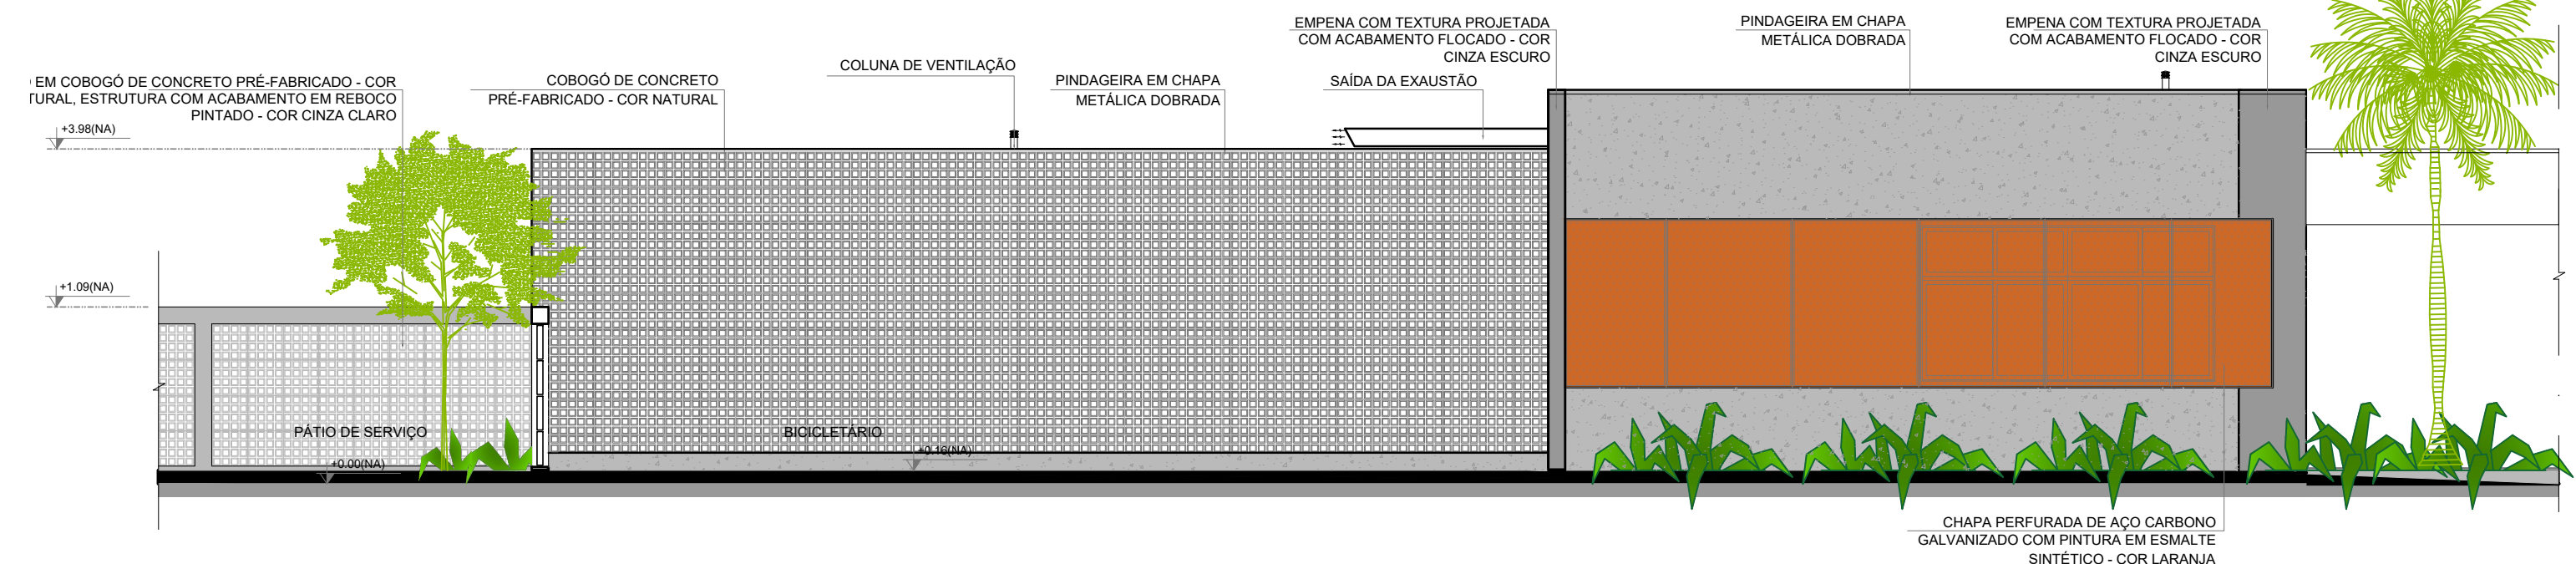 EM COBOGÓ DE CONCRETO PRÉ-FABRICADO - COR
TURAL, ESTRUTURA COM ACABAMENTO EM REBOCO
PINTADO - COR CINZA CLARO
COBOGÓ DE CONCRETO
PRÉ-FABRICADO - COR NATURAL
COLUNA DE VENTILAÇÃO
PINDAGEIRA EM CHAPA
METÁLICA DOBRADA
EMPENA COM TEXTURA PROJETADA
COM ACABAMENTO FLOCADO - COR
CINZA ESCURO
SAÍDA DA EXAUSTÃO
PINDAGEIRA EM CHAPA
METÁLICA DOBRADA
EMPENA COM TEXTURA PROJETADA
COM ACABAMENTO FLOCADO - COR
CINZA ESCURO
+3.98(NA)
+1.09(NA)
PÁTIO DE SERVIÇO
+0.00(NA)
BICICLETÁRIO
+0.16(NA)
CHAPA PERFURADA DE AÇO CARBONO
GALVANIZADO COM PINTURA EM ESMALTE
SINTÉTICO - COR LARANJA